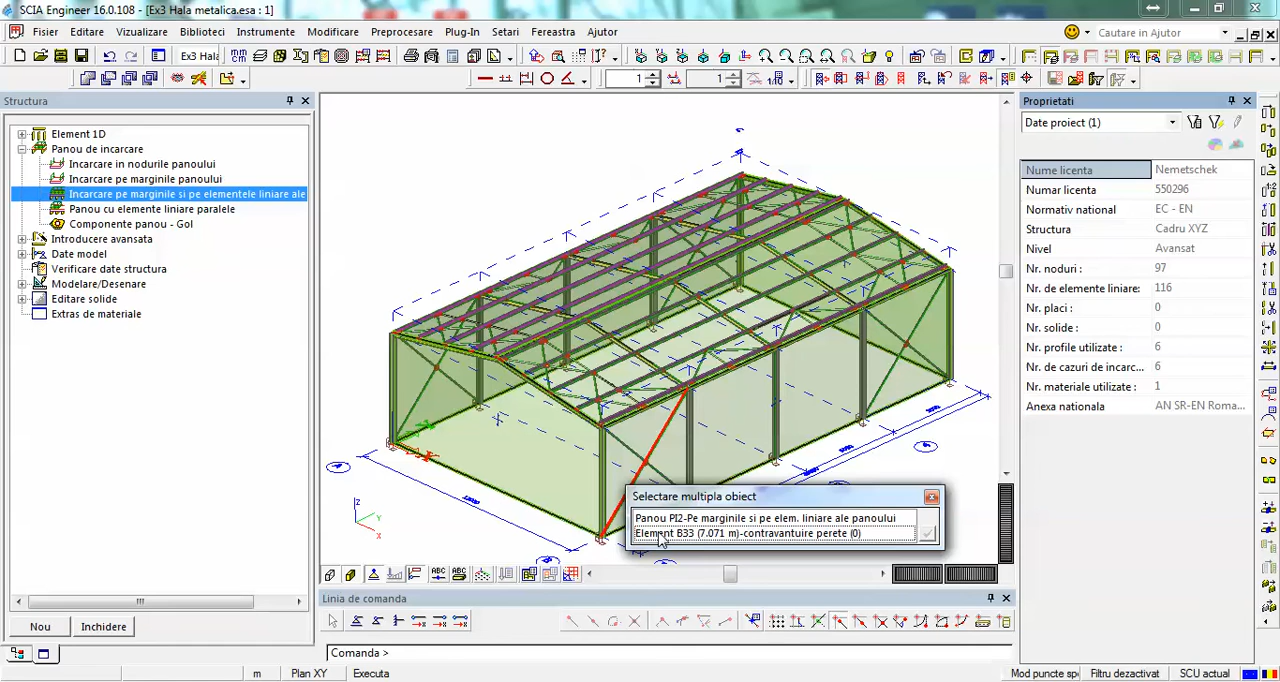 SCIA Engineer 16.0.108 - [Ex3 Hala metalica.esa : 1]
Fisier Editare Vizualizare Biblioteci Instrumente Modificare Preprocesare Plug-In Setari Fereastra Ajutor
Cautare in Ajutor
Ex3 Hala
1 1
Structura
Element 1D
Panou de incarcare
Incarcare in nodurile panoului
Incarcare pe marginile panoului
Incarcare pe marginile si pe elementele liniare ale
Panou cu elemente liniare paralele
Componente panou - Gol
Introducere avansata
Date model
Verificare date structura
Modelare/Desenare
Editare solide
Extras de materiale
Nou
Inchidere
Z
Y
X
Selectare multipla obiect
Panou PI2-Pe marginile si pe elem. liniare ale panoului
Element B33 (7.071 m)-contravantuire perete (0)
ABC ABC
Linia de comanda
Comanda >
Proprietati
Date proiect (1)
Nume licenta Nemetschek
Numar licenta 550296
Normativ national EC - EN
Structura Cadru XYZ
Nivel Avansat
Nr. noduri : 97
Nr. de elemente liniare: 116
Nr. placi : 0
Nr. solide : 0
Nr. profile utilizate : 6
Nr. de cazuri de incarc... 6
Nr. materiale utilizate : 1
Anexa nationala AN SR-EN Roma...
m Plan XY Executa Mod puncte sp Filtru dezactivat SCU actual